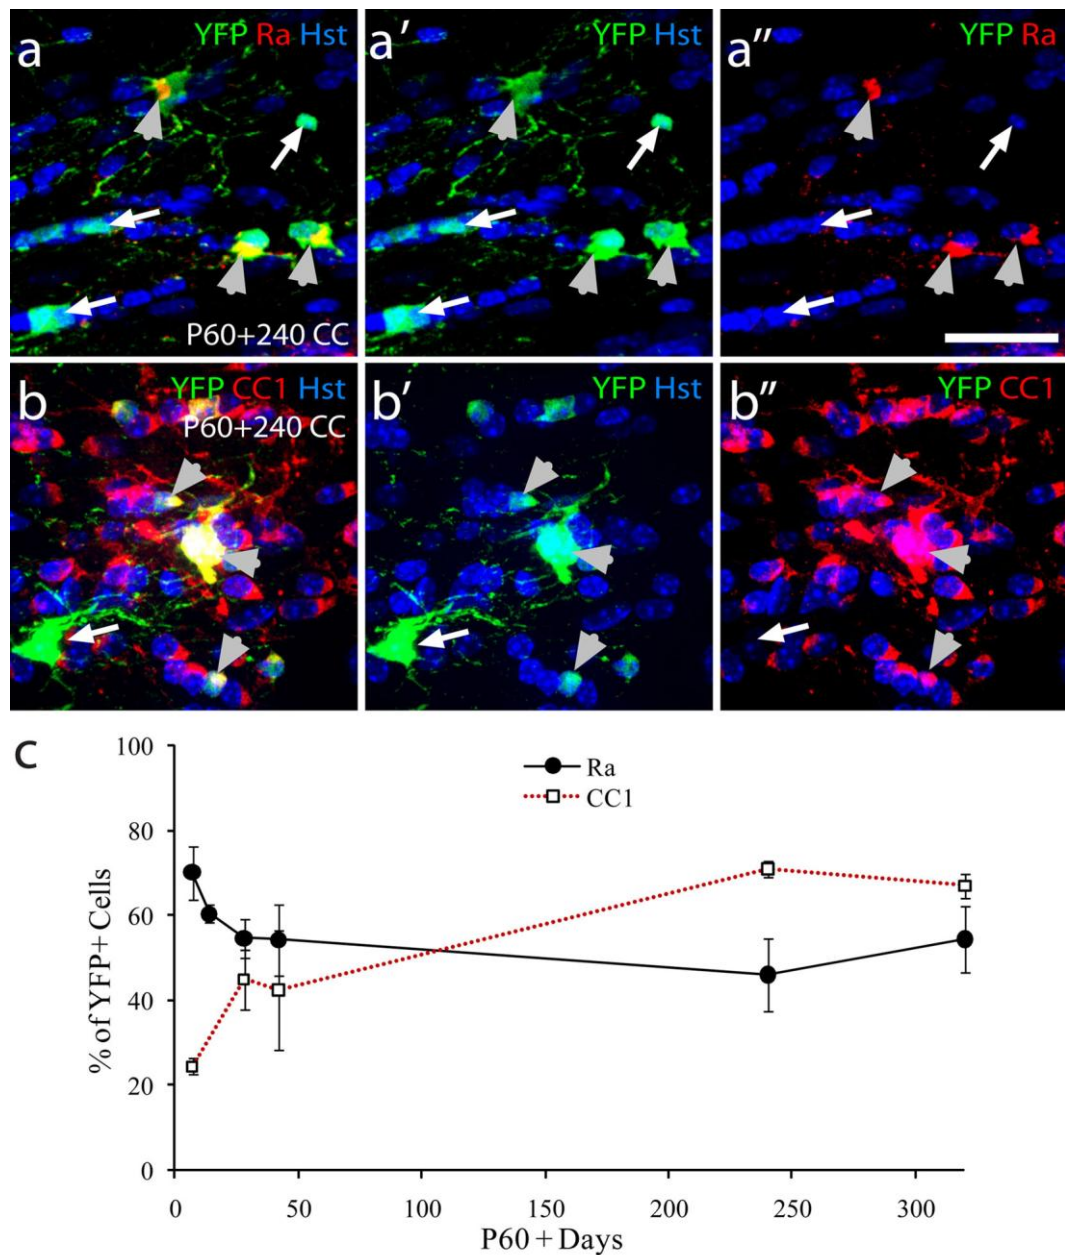 a
YFP Ra Hst
a'
YFP Hst
a"
YFP Ra
P60+240 CC
b
YFP CC1 Hst
P60+240 CC
b'
YFP Hst
b"
YFP CC1
c
100
80
60
40
20
0
% of YFP+ Cells
Ra
CC1
0 50 100 150 200 250 300
P60 + Days